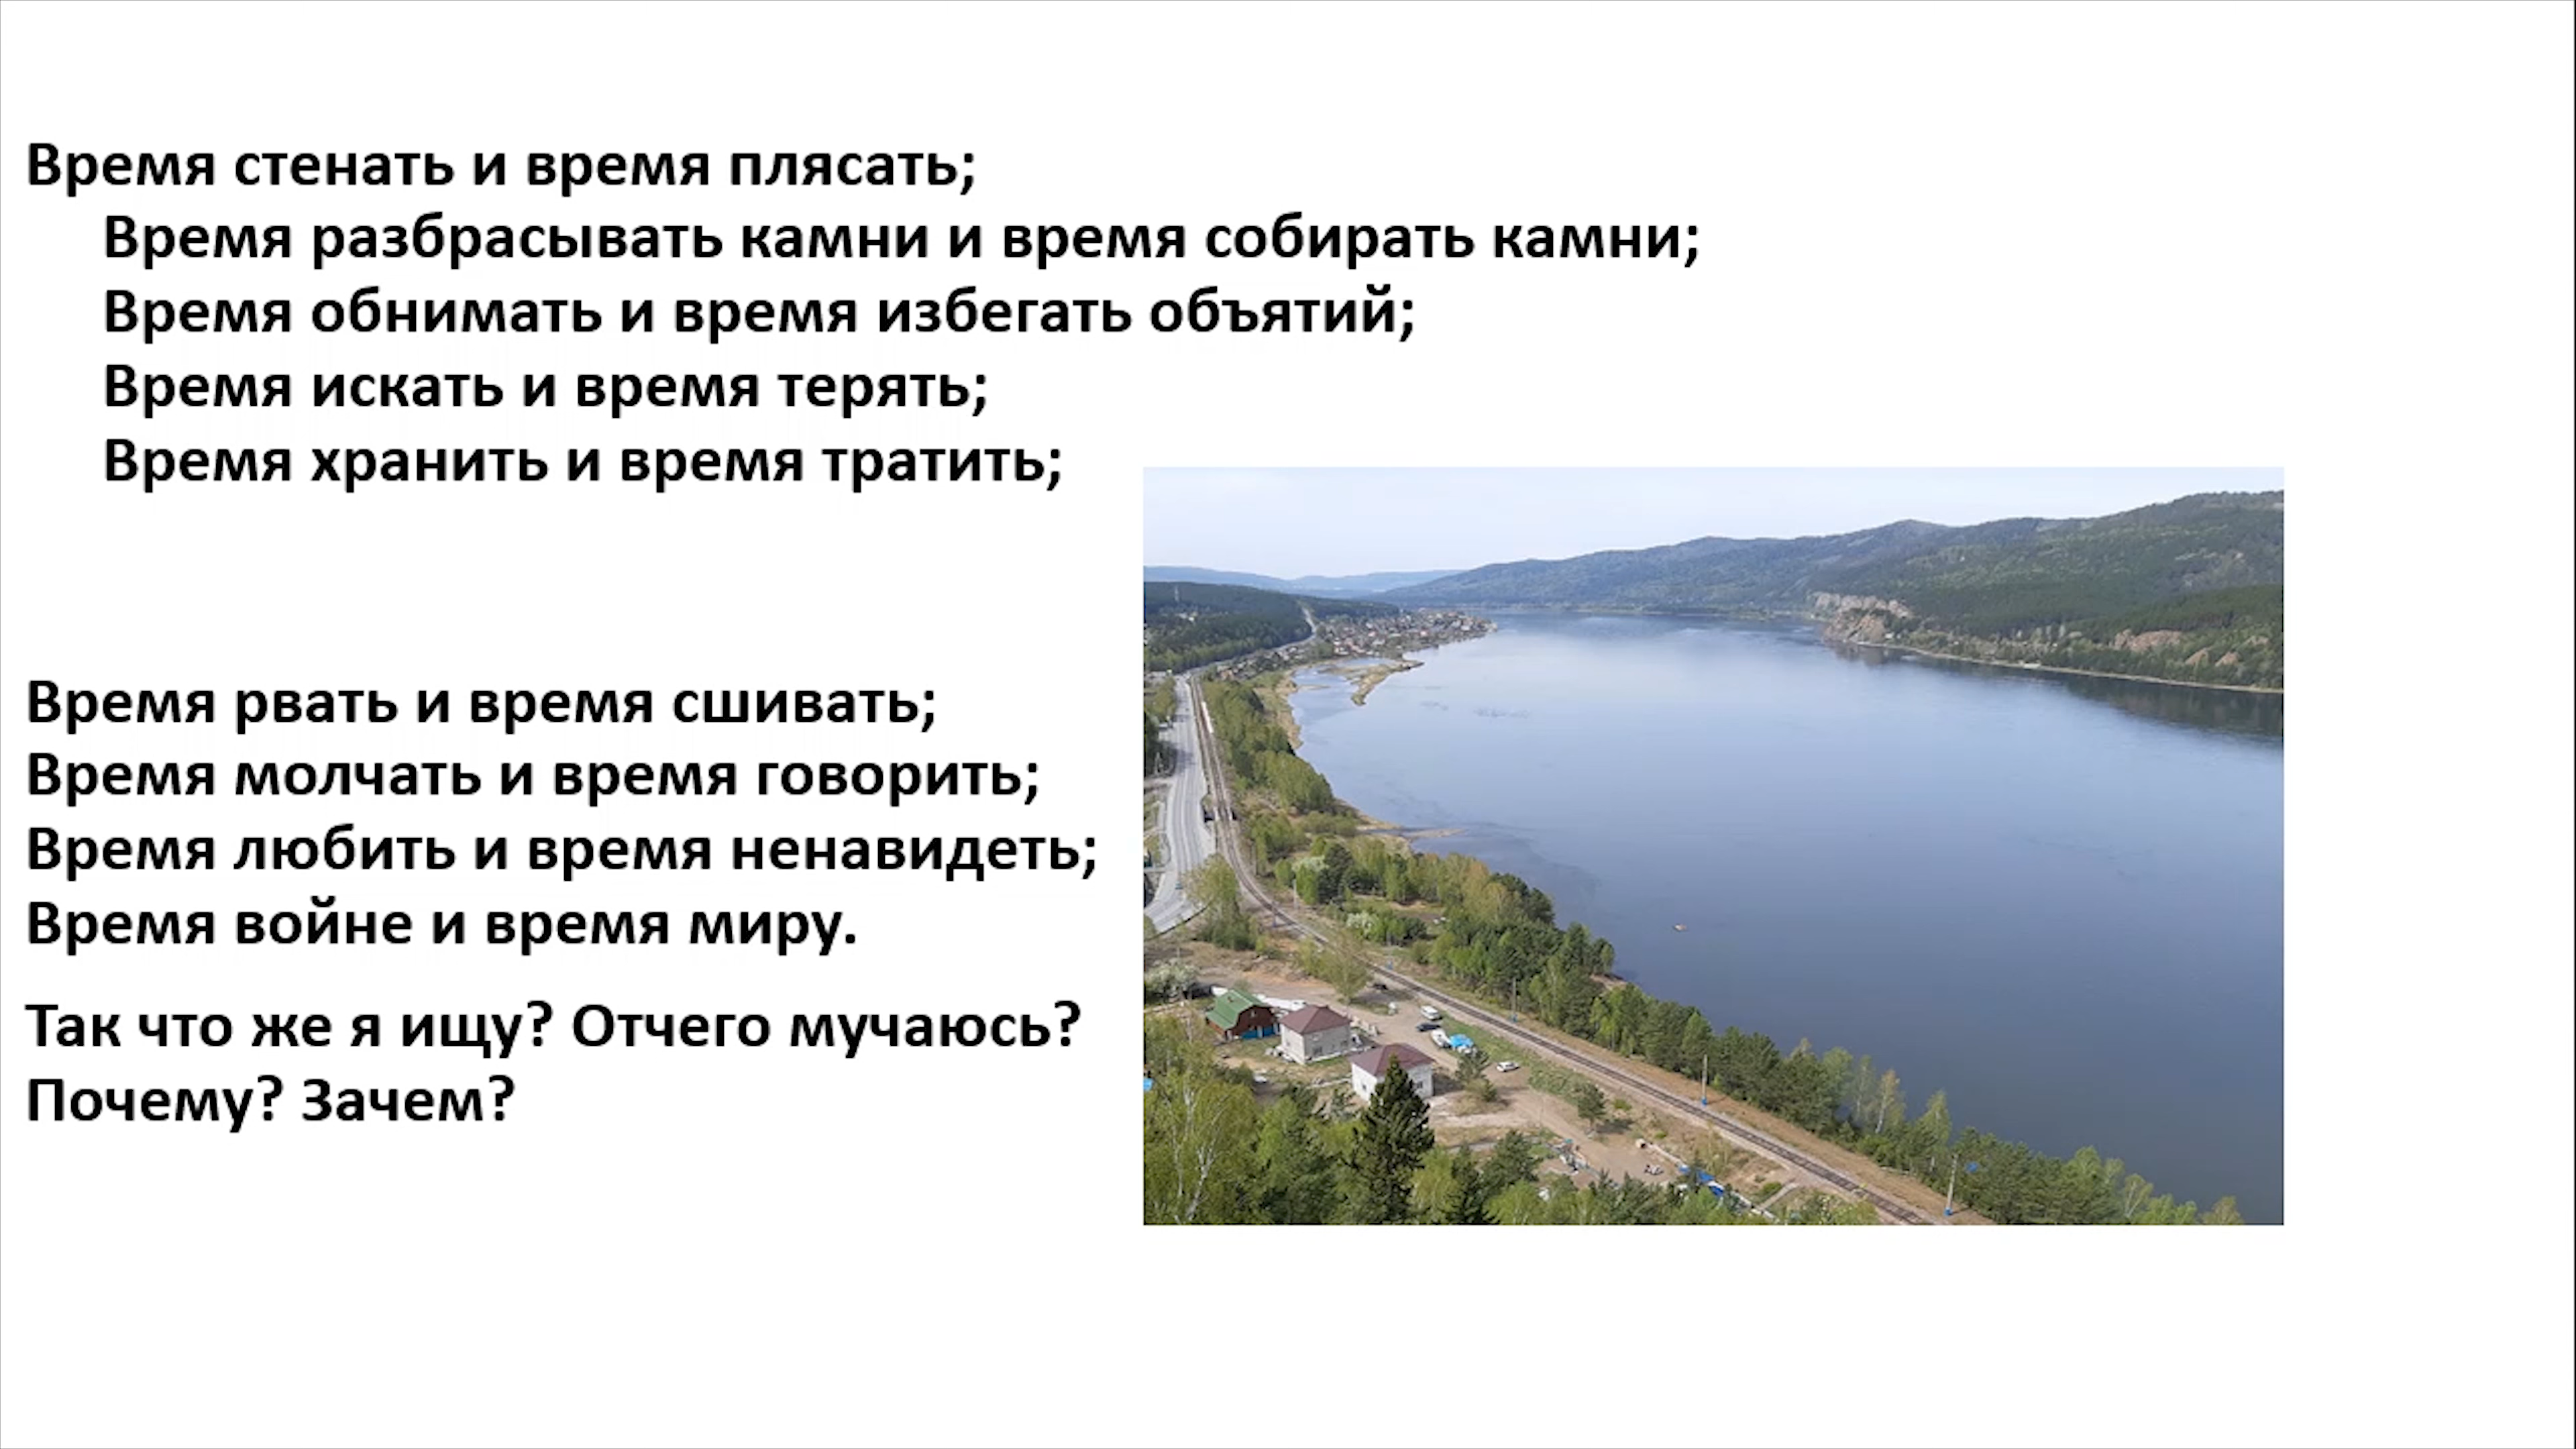 Время стенать и время плясать;
Время разбрасывать камни и время собирать камни;
Время обнимать и время избегать объятий;
Время искать и время терять;
Время хранить и время тратить;
Время рвать и время сшивать;
Время молчать и время говорить;
Время любить и время ненавидеть;
Время войне и время миру.
Так что же я ищу? Отчего мучаюсь?
Почему? Зачем?